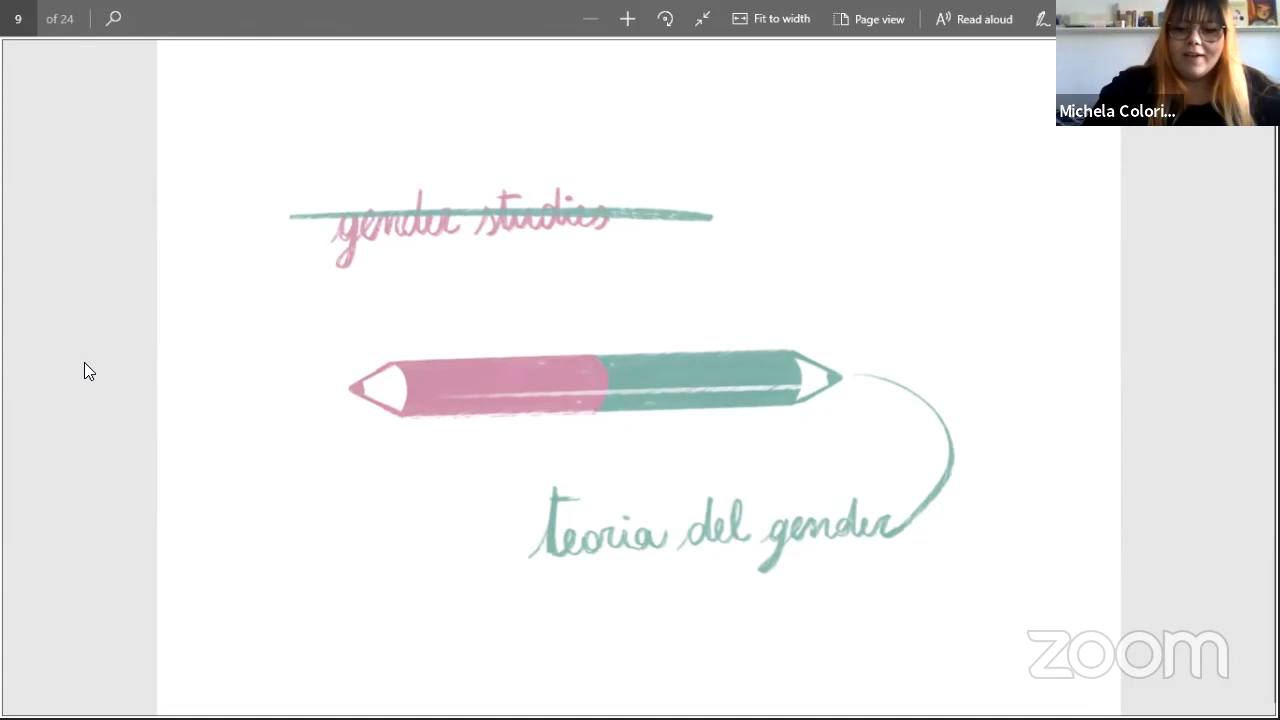 9 of 24 Fit to width Page view Read aloud
Michela Colori...
gender studies
teoria del gender
zoom